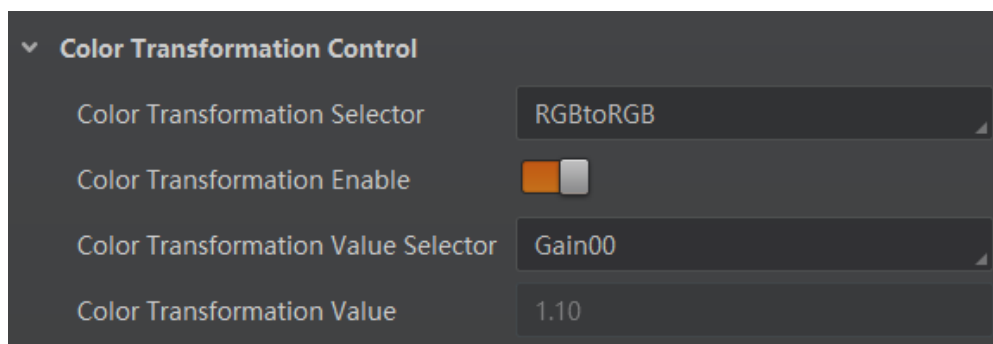 Color Transformation Control
Color Transformation Selector RGBtoRGB
Color Transformation Enable
Color Transformation Value Selector Gain00
Color Transformation Value 1.10